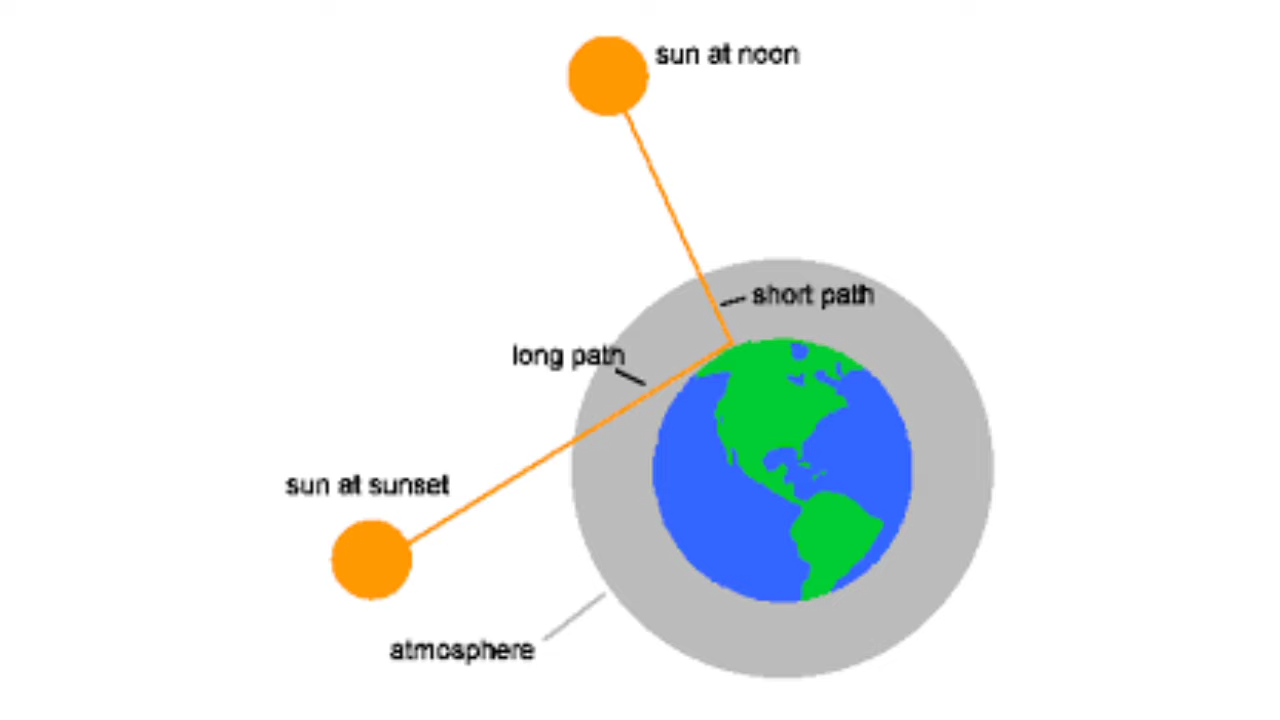 sun at noon
short path
long path
sun at sunset
atmosphere